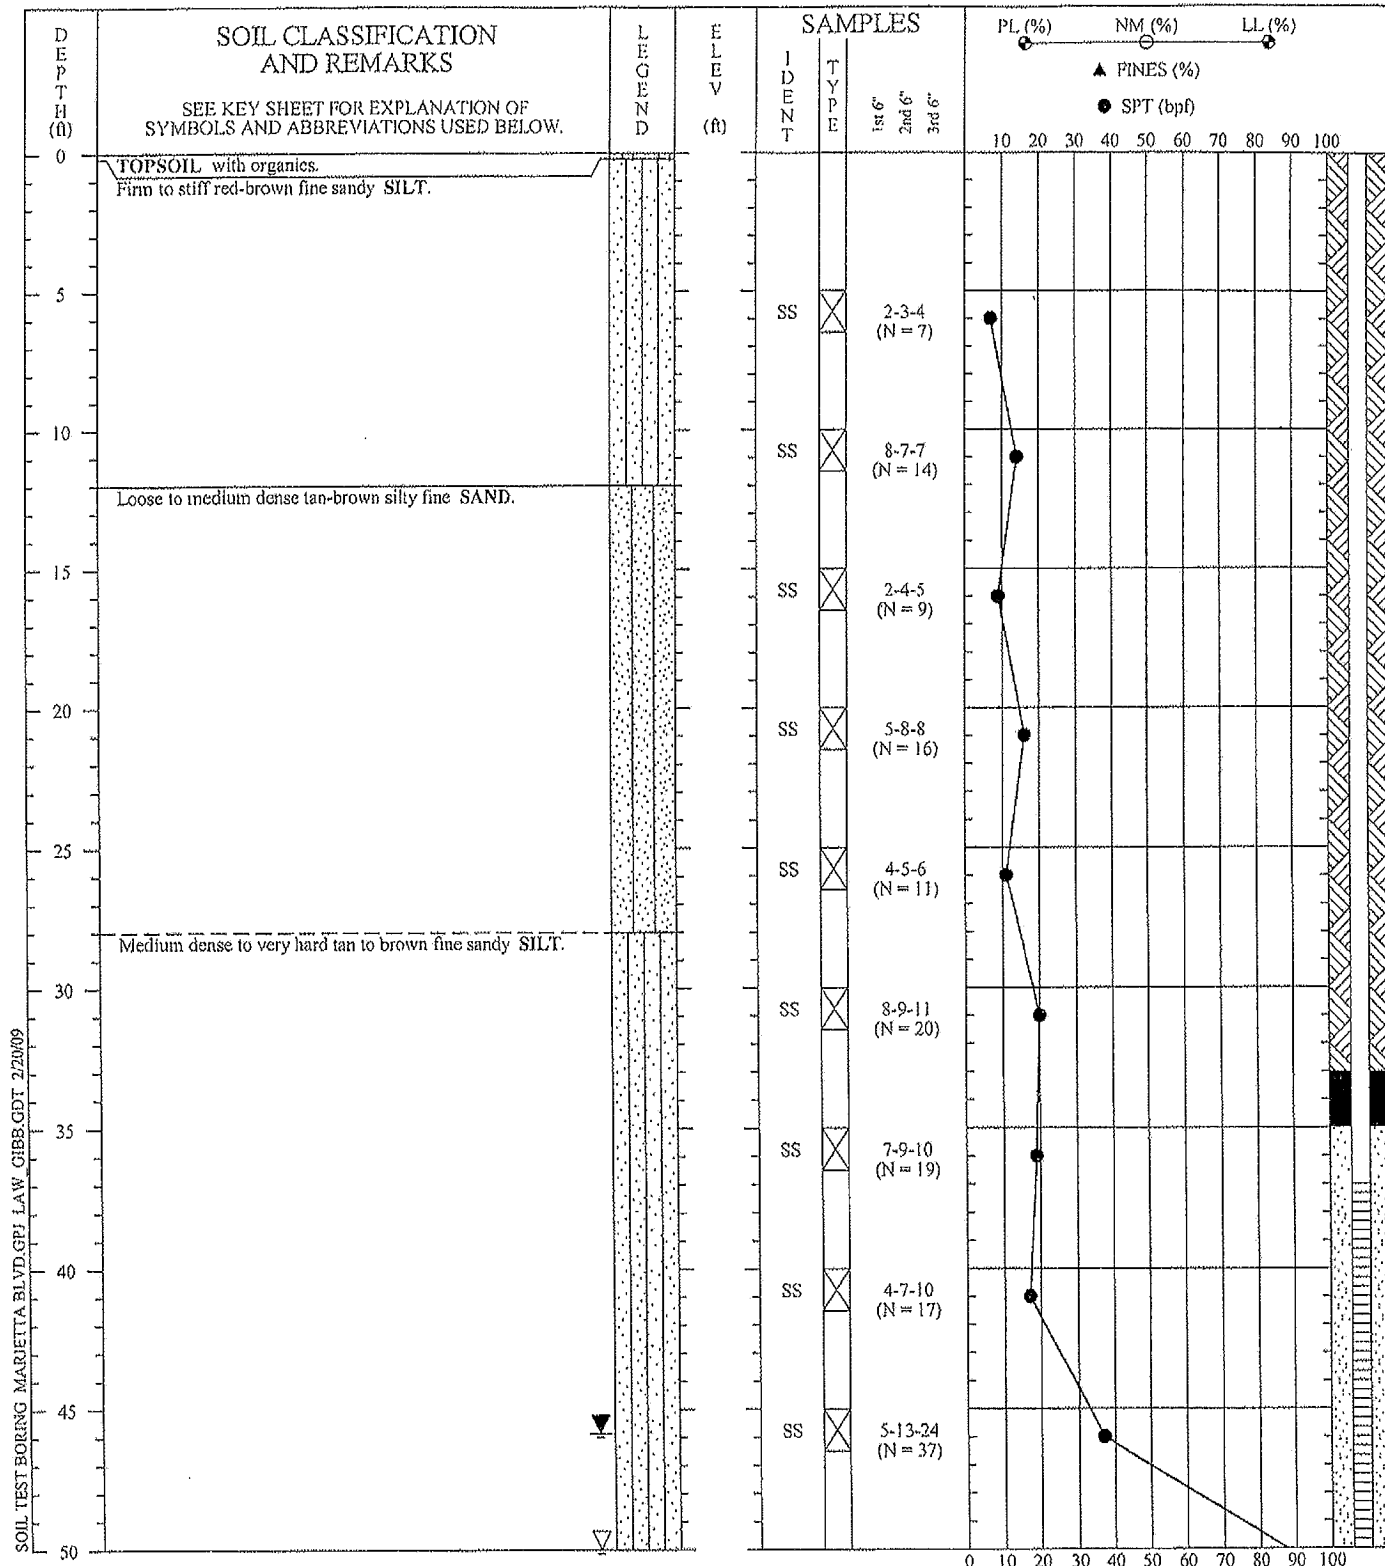 DEPTH (ft)
SOIL CLASSIFICATION
AND REMARKS
SEE KEY SHEET FOR EXPLANATION OF
SYMBOLS AND ABBREVIATIONS USED BELOW.
LEGEND
ELEV (ft)
SAMPLES
IDENT
TYPE
1st 6"
2nd 6"
3rd 6"
PL (%) NM (%) LL (%)
▲ FINES (%)
● SPT (bpf)
10 20 30 40 50 60 70 80 90 100
0
TOPSOIL with organics.
Firm to stiff red-brown fine sandy SILT.
5
SS 2-3-4
(N = 7)
10
SS 8-7-7
(N = 14)
Loose to medium dense tan-brown silty fine SAND.
15
SS 2-4-5
(N = 9)
20
SS 5-8-8
(N = 16)
25
SS 4-5-6
(N = 11)
Medium dense to very hard tan to brown fine sandy SILT.
30
SS 8-9-11
(N = 20)
35
SS 7-9-10
(N = 19)
40
SS 4-7-10
(N = 17)
45
SS 5-13-24
(N = 37)
50
0 10 20 30 40 50 60 70 80 90 100
SOIL TEST BORING MARIETTA BLVD.GPJ LAW_GIBB.GDT 2/20/09